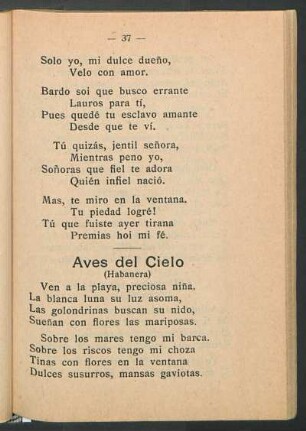 — 37 —
Solo yo, mi dulce dueño,
Velo con amor.
Bardo soi que busco errante
Lauros para tí,
Pues quedé tu esclavo amante
Desde que te ví.
Tú quizás, jentil señora,
Mientras peno yo,
Soñoras que fiel te adora
Quién infiel nació.
Mas, te miro en la ventana.
Tu piedad logré!
Tú que fuiste ayer tirana
Premias hoi mi fé.
Aves del Cielo
(Habanera)
Ven a la playa, preciosa niña.
La blanca luna su luz asoma,
Las golondrinas buscan su nido,
Sueñan con flores las mariposas.
Sobre los mares tengo mi barca.
Sobre los riscos tengo mi choza
Tinas con flores en la ventana
Dulces susurros, mansas gaviotas.